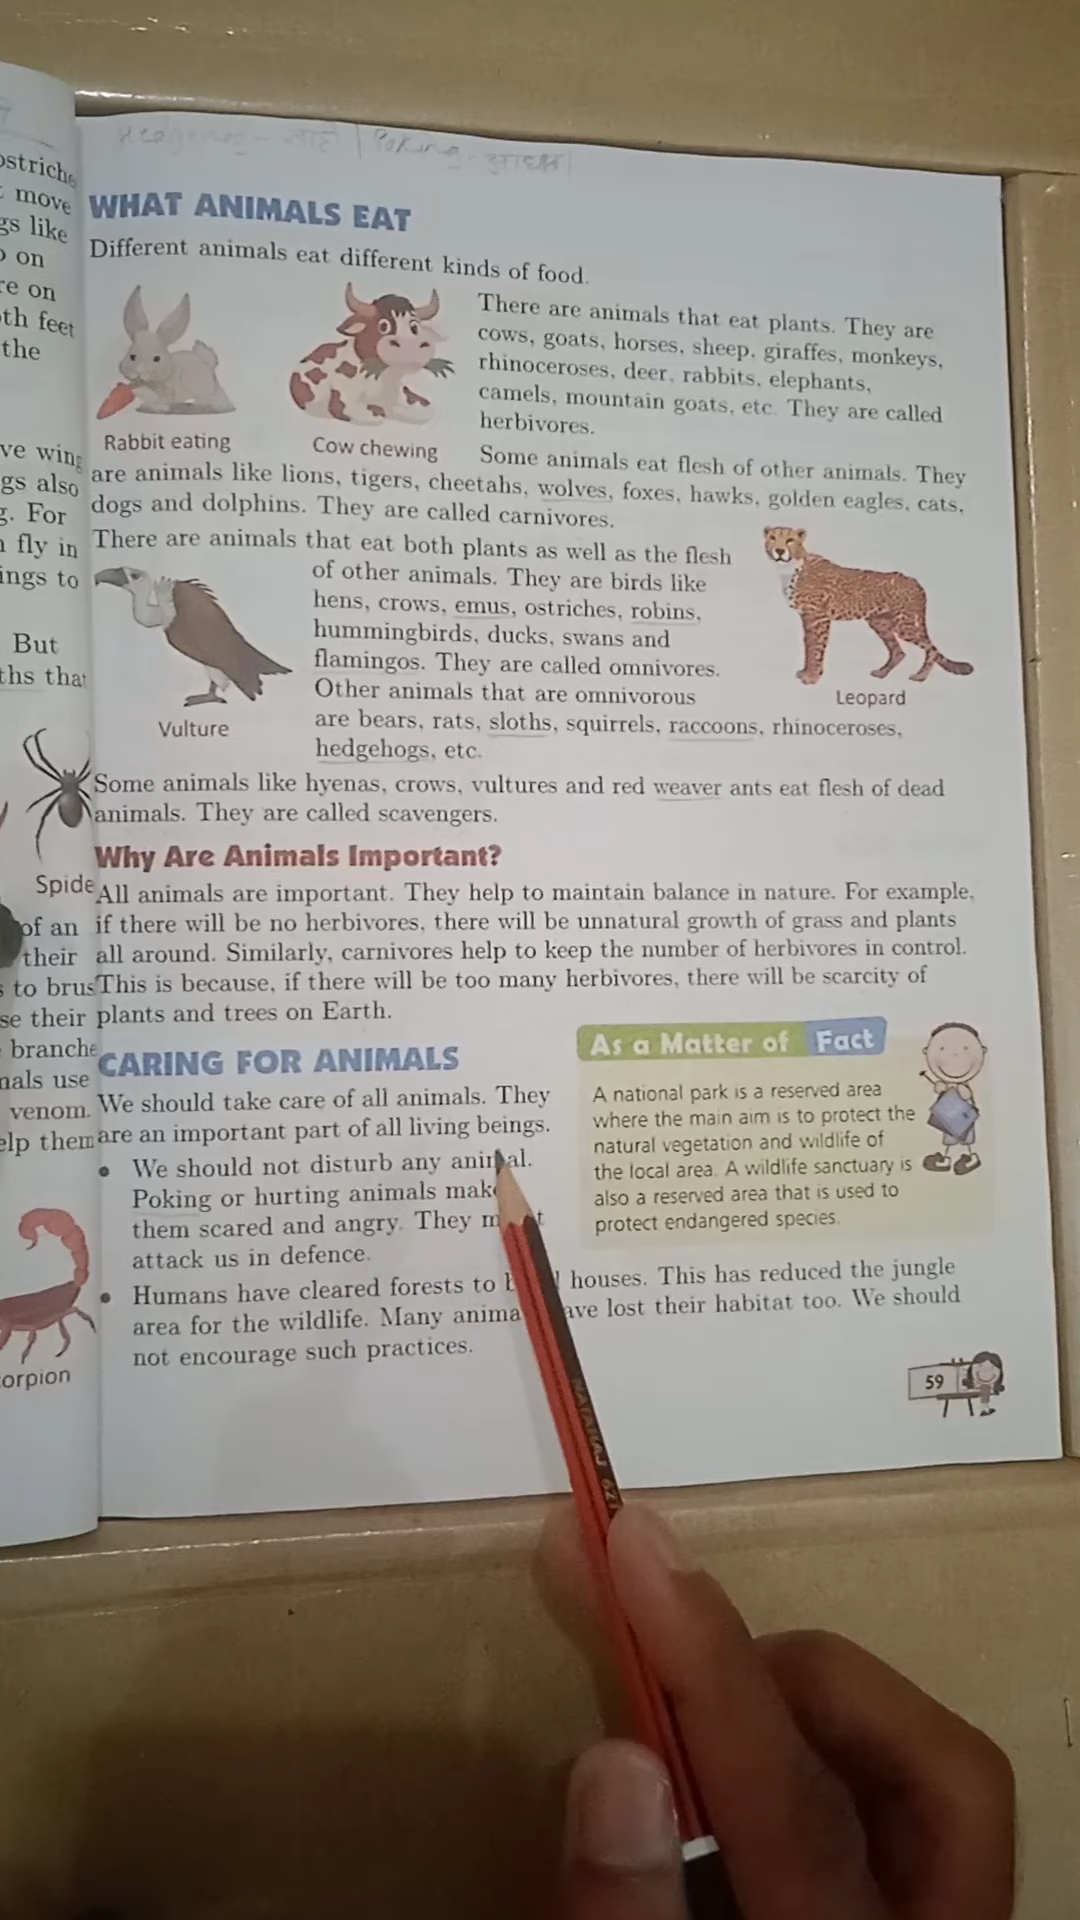 Poking
ostriche
move
gs like
on
re on
th feet
the
ve wing
gs also
g. For
fly in
ings to
But
ths that
Spide
of an
their
s to brus
se their
branche
nals use
venom.
elp them
orpion
WHAT ANIMALS EAT
Different animals eat different kinds of food.
There are animals that eat plants. They are
cows, goats, horses, sheep, giraffes, monkeys,
rhinoceroses, deer, rabbits, elephants,
camels, mountain goats, etc. They are called
herbivores.
Rabbit eating
Cow chewing
Some animals eat flesh of other animals. They
are animals like lions, tigers, cheetahs, wolves, foxes, hawks, golden eagles, cats,
dogs and dolphins. They are called carnivores.
There are animals that eat both plants as well as the flesh
of other animals. They are birds like
hens, crows, emus, ostriches, robins,
hummingbirds, ducks, swans and
flamingos. They are called omnivores.
Other animals that are omnivorous
are bears, rats, sloths, squirrels, raccoons, rhinoceroses,
hedgehogs, etc.
Vulture
Leopard
Some animals like hyenas, crows, vultures and red weaver ants eat flesh of dead
animals. They are called scavengers.
Why Are Animals Important?
All animals are important. They help to maintain balance in nature. For example,
if there will be no herbivores, there will be unnatural growth of grass and plants
all around. Similarly, carnivores help to keep the number of herbivores in control.
This is because, if there will be too many herbivores, there will be scarcity of
plants and trees on Earth.
CARING FOR ANIMALS
We should take care of all animals. They
are an important part of all living beings.
• We should not disturb any animal.
Poking or hurting animals mak
them scared and angry. They m t
attack us in defence.
• Humans have cleared forests to b houses. This has reduced the jungle
area for the wildlife. Many anima ave lost their habitat too. We should
not encourage such practices.
As a Matter of Fact
A national park is a reserved area
where the main aim is to protect the
natural vegetation and wildlife of
the local area. A wildlife sanctuary is
also a reserved area that is used to
protect endangered species.
59
NATARAJ 621